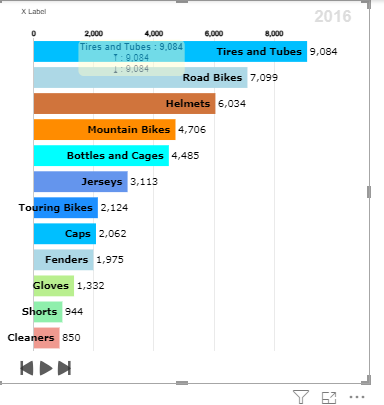 X Label
2016
0 2,000 4,000 6,000 8,000
Tires and Tubes : 9,084
↑ : 9,084
↓ : 9,084
Tires and Tubes 9,084
Road Bikes 7,099
Helmets 6,034
Mountain Bikes 4,706
Bottles and Cages 4,485
Jerseys 3,113
Touring Bikes 2,124
Caps 2,062
Fenders 1,975
Gloves 1,332
Shorts 944
Cleaners 850